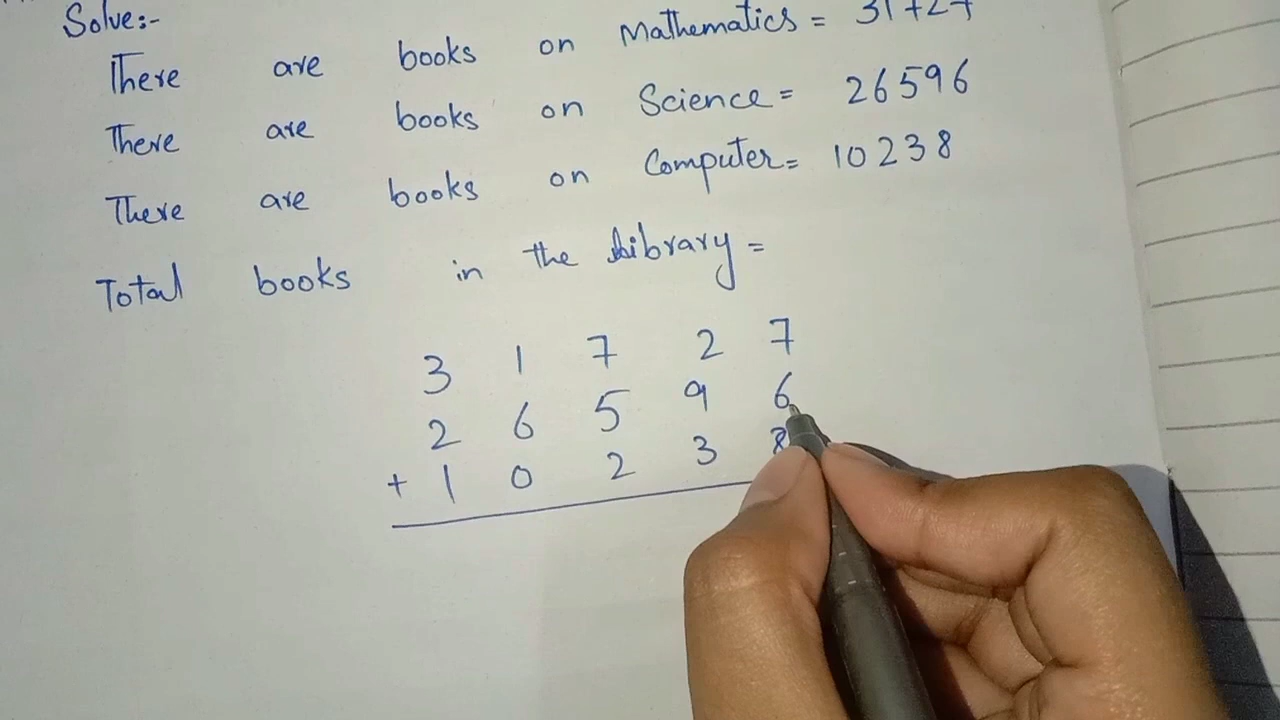 Solve:-
There are books on Mathematics = 31727
There are books on Science = 26596
There are books on Computer = 10238
Total books in the library =
3 1 7 2 7
2 6 5 9 6
+ 1 0 2 3 8